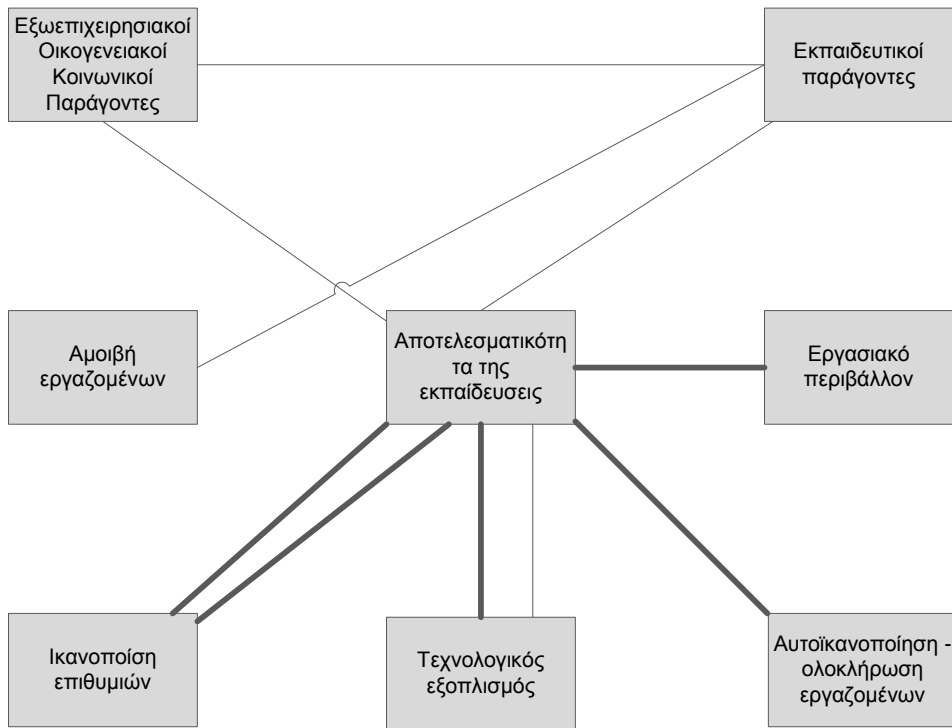 Εξωεπιχειρησιακοί
Οικογενειακοί
Κοινωνικοί
Παράγοντες
Εκπαιδευτικοί
παράγοντες
Αμοιβή
εργαζομένων
Αποτελεσματικότη
τα της
εκπαίδευσεις
Εργασιακό
περιβάλλον
Ικανοποίση
επιθυμιών
Τεχνολογικός
εξοπλισμός
Αυτοϊκανοποίηση -
ολοκλήρωση
εργαζομένων